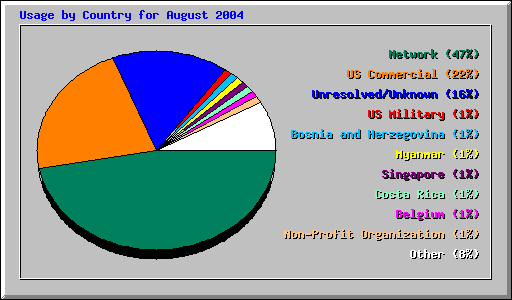 Usage by Country for August 2004
Network (47%)
US Commercial (22%)
Unresolved/Unknown (16%)
US Military (1%)
Bosnia and Herzegovina (1%)
Myanmar (1%)
Singapore (1%)
Costa Rica (1%)
Belgium (1%)
Non-Profit Organization (1%)
Other (8%)